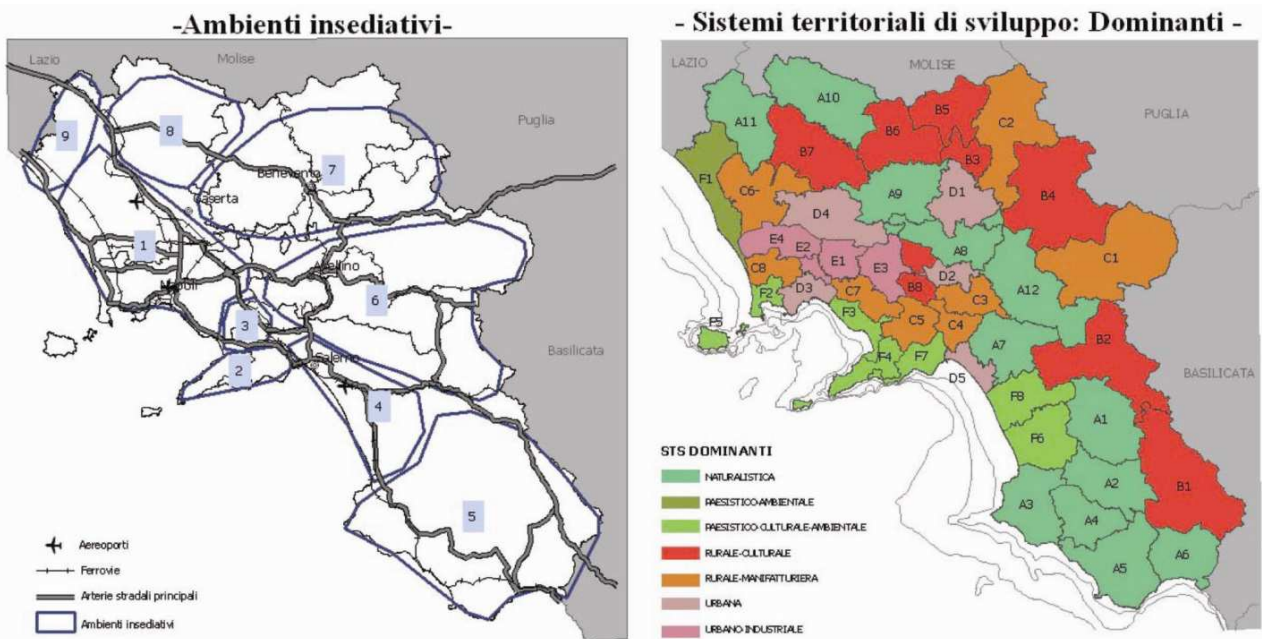 -Ambienti insediativi-
Lazio
Molise
Puglia
Basilicata
9
8
7
Benevento
Caserta
1
Napoli
Avellino
6
3
Salerno
2
4
5
Aereoporti
Ferrovie
Arterie stradali principali
Ambienti insediativi
- Sistemi territoriali di sviluppo: Dominanti -
LAZIO
MOLISE
PUGLIA
BASILICATA
A10
B5
A11
C2
B6
B7
B3
F1
C6-
A9
D1
B4
D4
E4
E2
A8
E1
E3
C1
C8
D2
B8
F2
D3
C7
C3
A12
F3
F5
C5
C4
A7
B2
F4
F7
D5
F8
A1
F6
A2
B1
A3
A4
A5
A6
STS DOMINANTI
NATURALISTICA
PAESISTICO-AMBIENTALE
PAESISTICO-CULTURALE-AMBIENTALE
RURALE-CULTURALE
RURALE-MANIFATTURIERA
URBANA
URBANO INDUSTRIALE